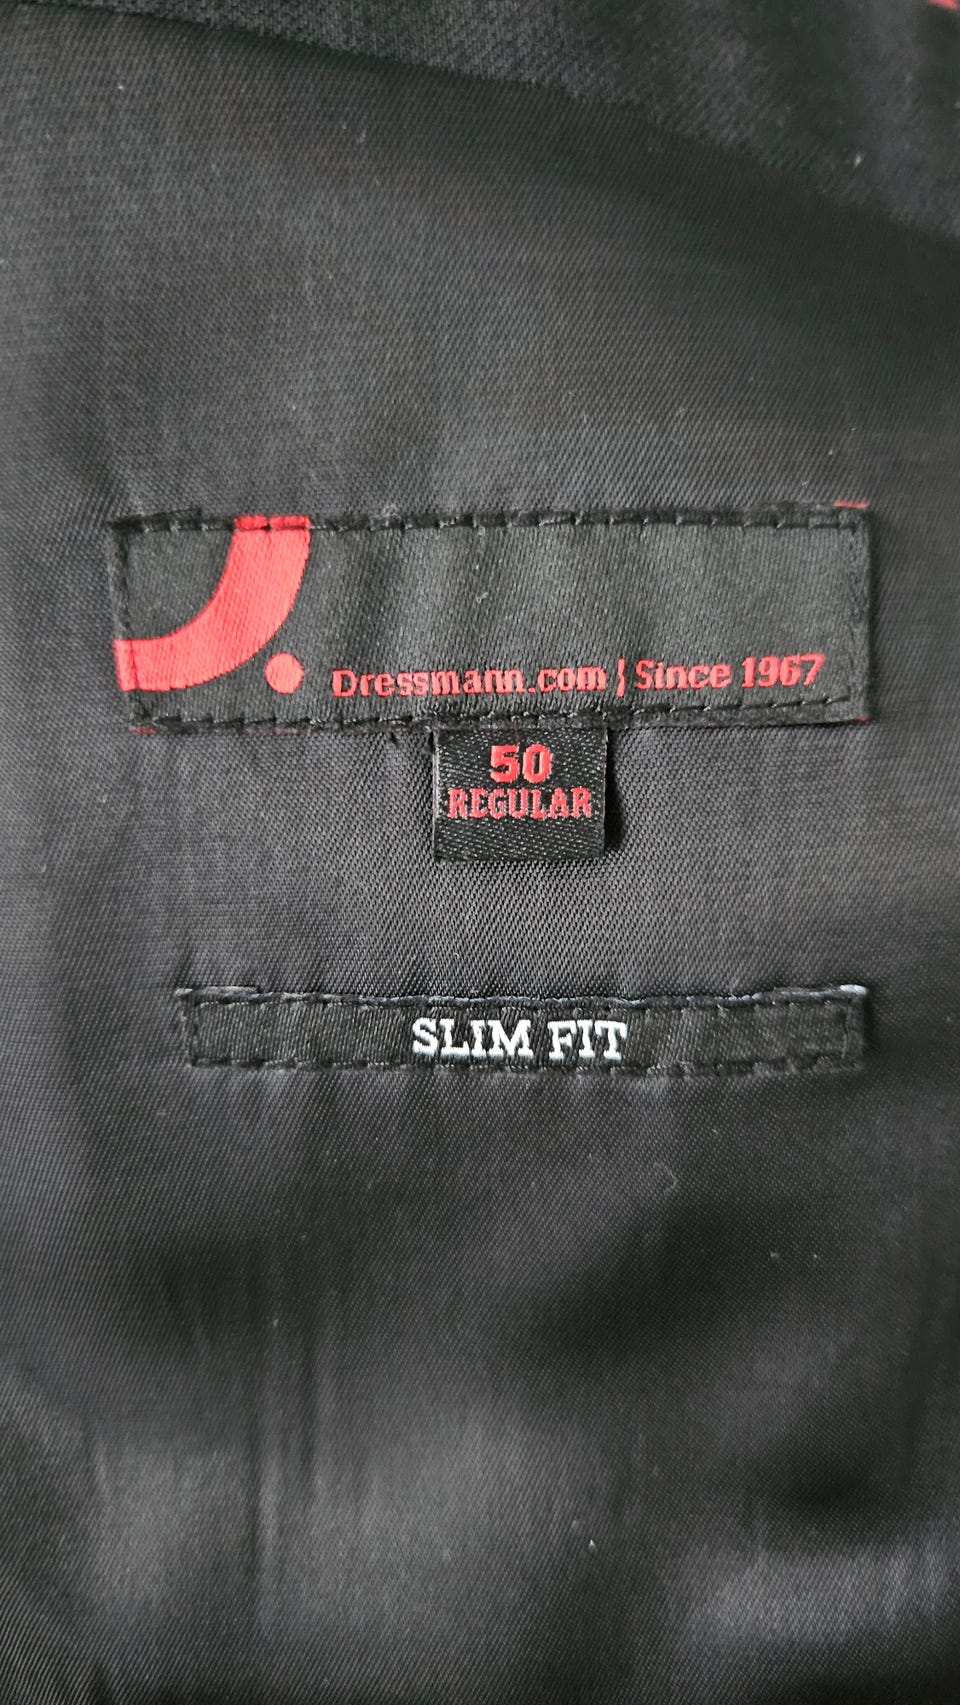 Dressmann.com | Since 1967
50
REGULAR
SLIM FIT